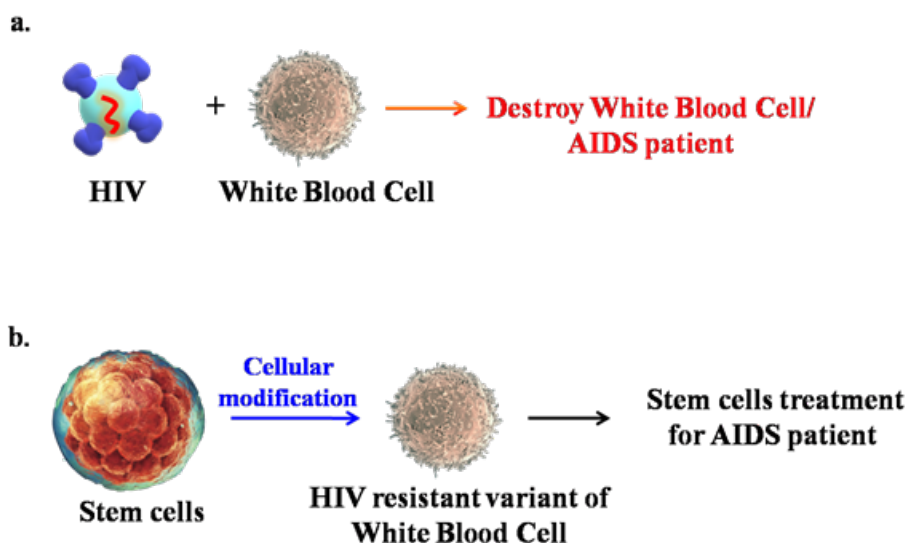 a.
HIV
+
White Blood Cell
Destroy White Blood Cell/
AIDS patient
b.
Stem cells
Cellular
modification
HIV resistant variant of
White Blood Cell
Stem cells treatment
for AIDS patient